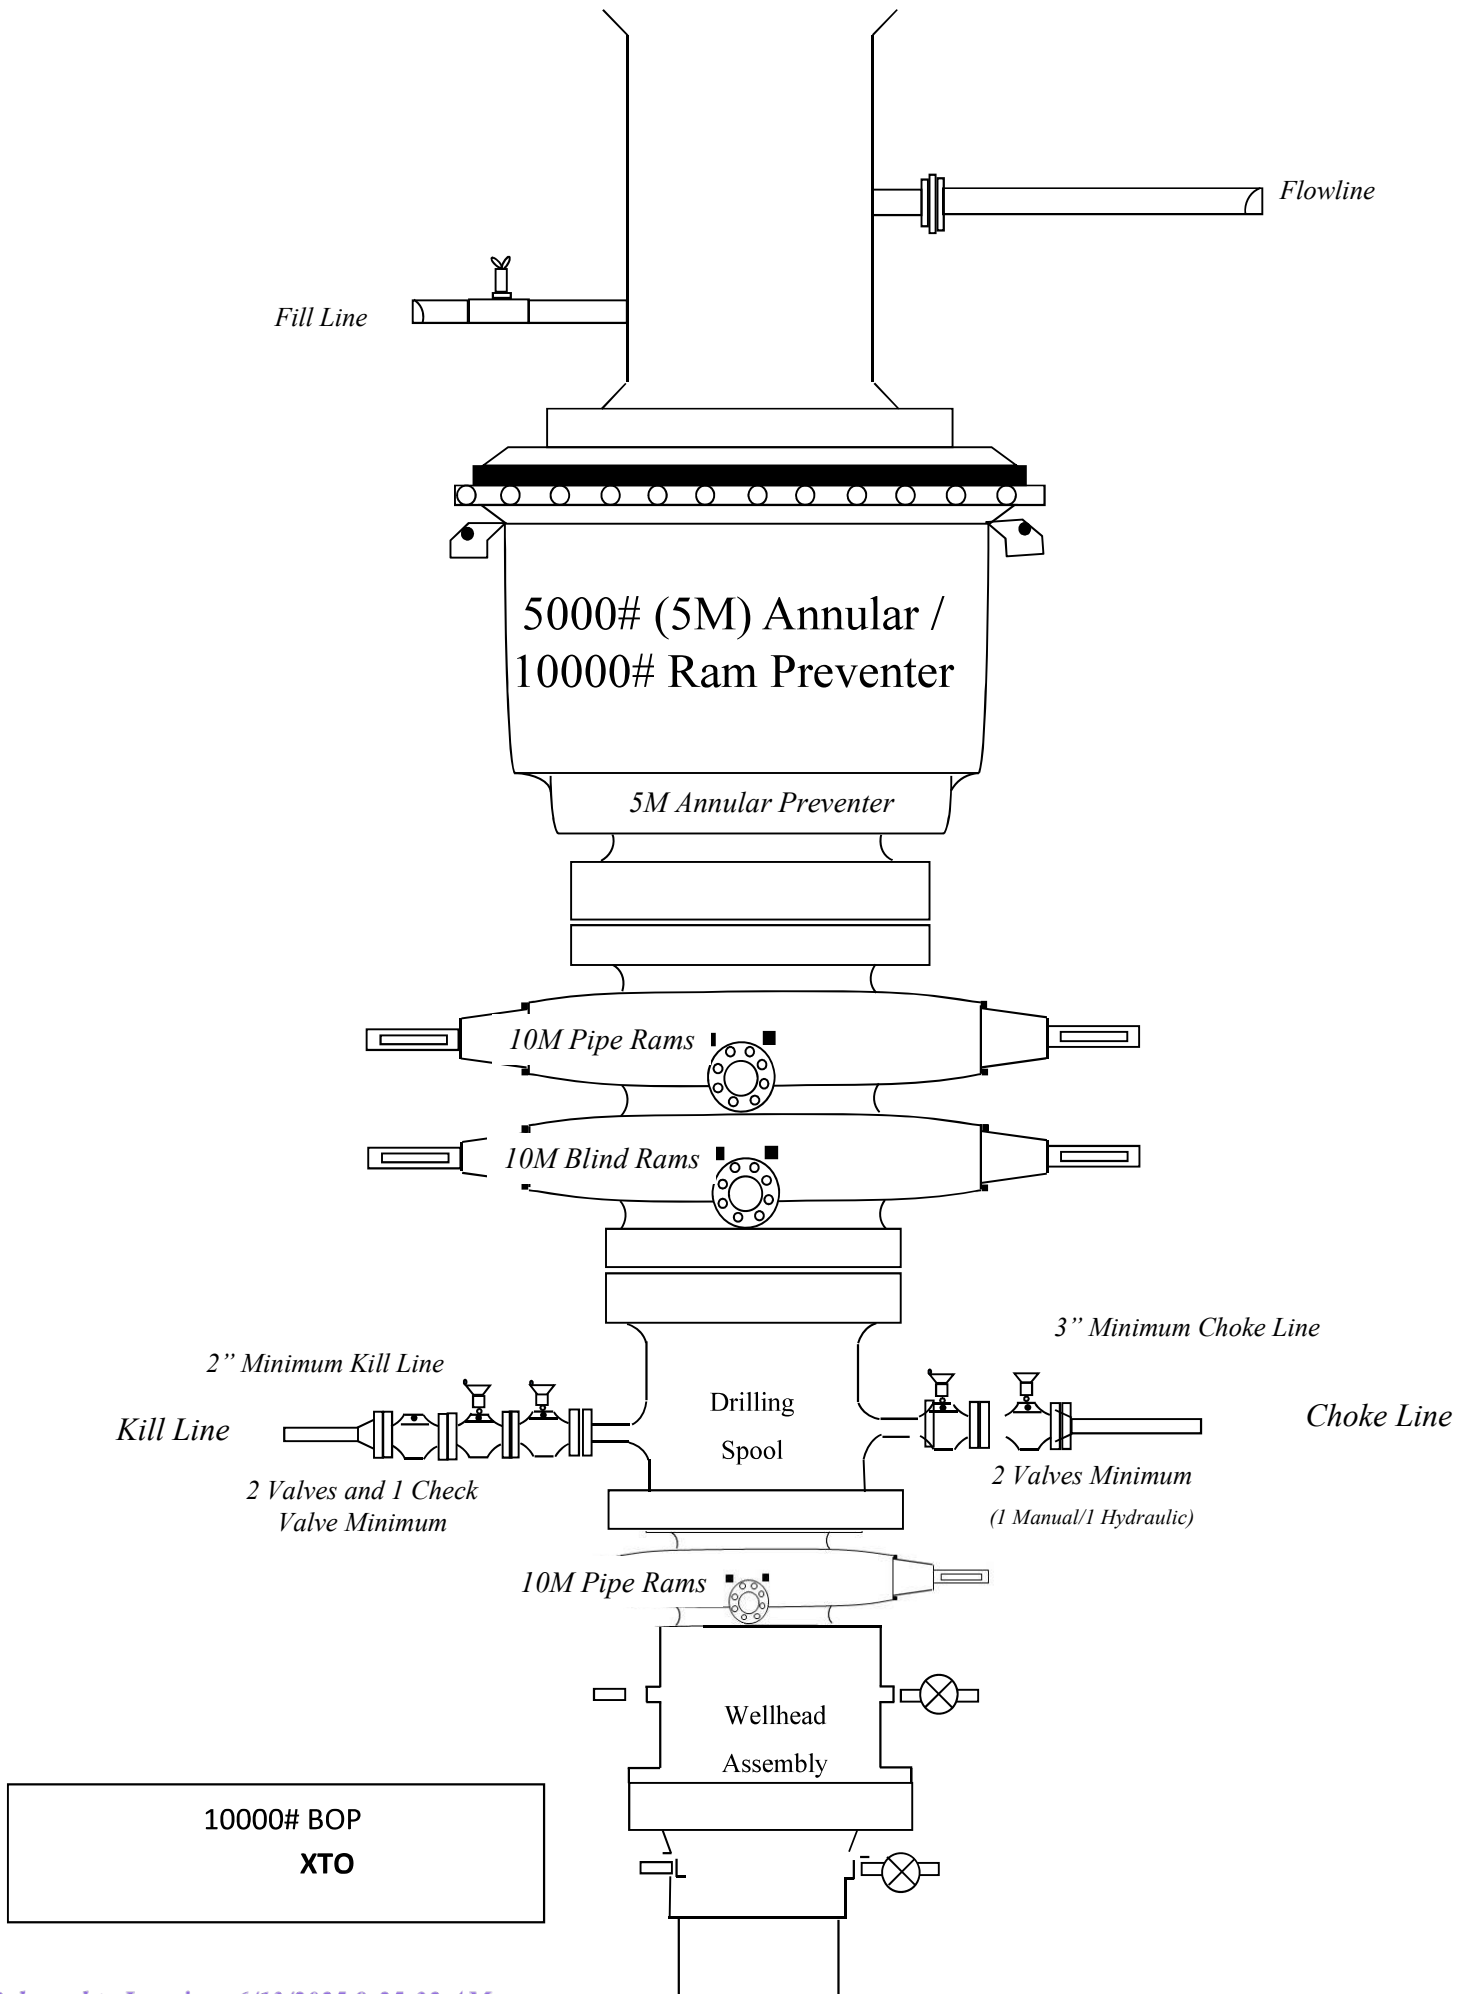 Flowline
Fill Line
5000# (5M) Annular /
10000# Ram Preventer
5M Annular Preventer
10M Pipe Rams
10M Blind Rams
3” Minimum Choke Line
2” Minimum Kill Line
Drilling
Spool
Kill Line
Choke Line
2 Valves and 1 Check
Valve Minimum
2 Valves Minimum
(1 Manual/1 Hydraulic)
10M Pipe Rams
Wellhead
Assembly
10000# BOP
XTO